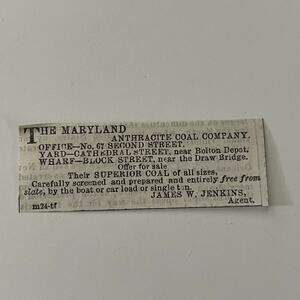 THE MARYLAND
ANTHRACITE COAL COMPANY.
OFFICE—No. 67 SECOND STREET.
YARD—CATHEDRAL STREET, near Bolton Depot.
WHARF—BLOCK STREET, near the Draw Bridge.
Offer for sale
Their SUPERIOR COAL of all sizes,
Carefully screened and prepared and entirely free from
slate, by the boat or car load or single ton.
JAMES W. JENKINS,
m24-tf Agent.